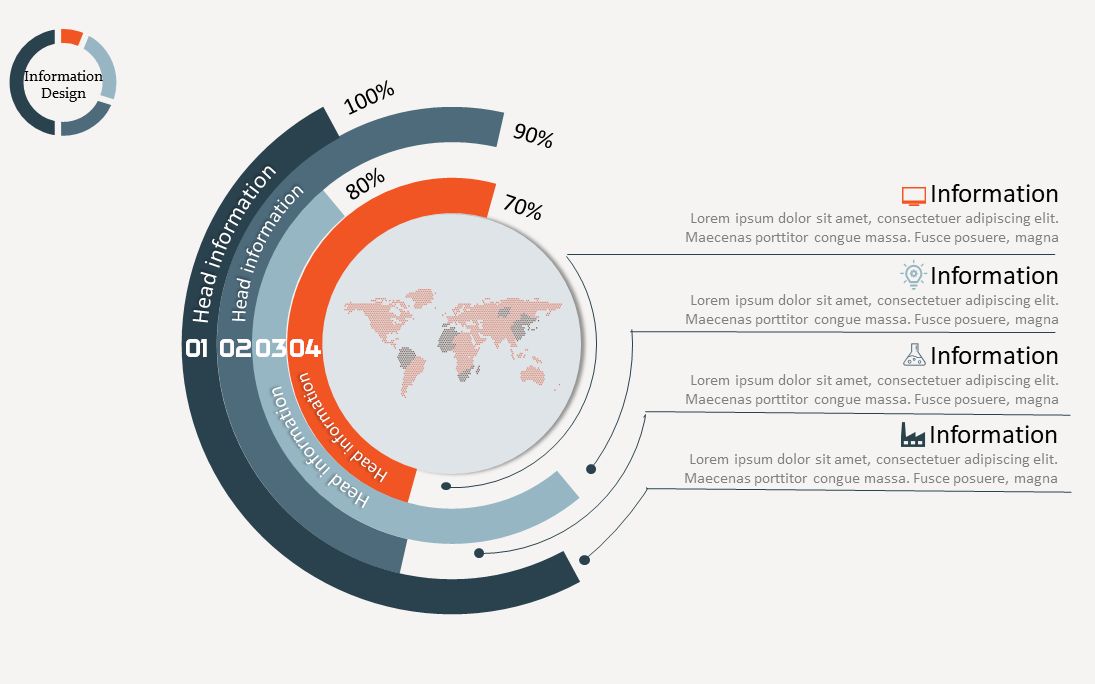 Information
Design
100%
90%
80%
70%
Head information
Head information
01 02 03 04
Head information
Head information
Information
Lorem ipsum dolor sit amet, consectetuer adipiscing elit.
Maecenas porttitor congue massa. Fusce posuere, magna
Information
Lorem ipsum dolor sit amet, consectetuer adipiscing elit.
Maecenas porttitor congue massa. Fusce posuere, magna
Information
Lorem ipsum dolor sit amet, consectetuer adipiscing elit.
Maecenas porttitor congue massa. Fusce posuere, magna
Information
Lorem ipsum dolor sit amet, consectetuer adipiscing elit.
Maecenas porttitor congue massa. Fusce posuere, magna